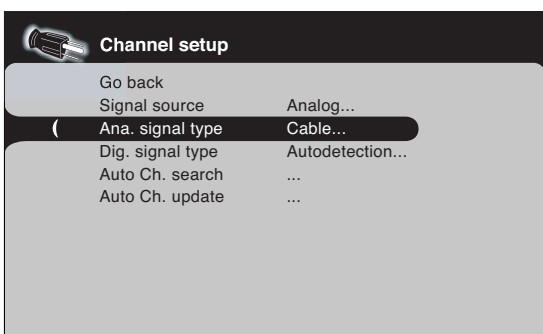 Channel setup
Go back
Signal source Analog...
Ana. signal type Cable...
Dig. signal type Autodetection...
Auto Ch. search ...
Auto Ch. update ...